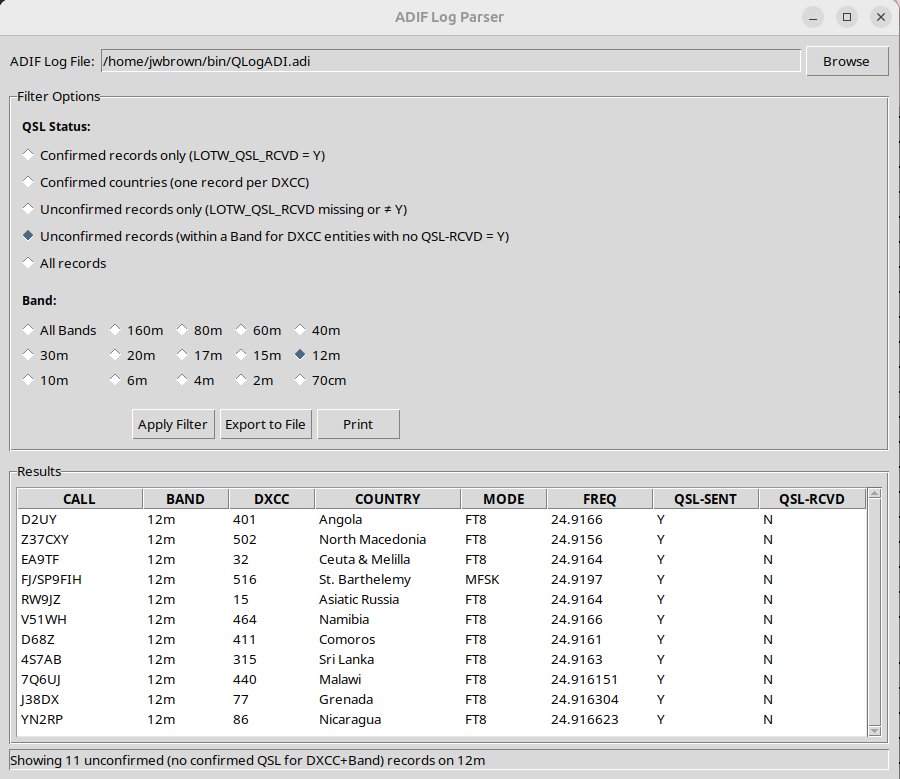 ADIF Log Parser
ADIF Log File: /home/jwbrown/bin/QLogADI.adi Browse
Filter Options
QSL Status:
Confirmed records only (LOTW_QSL_RCVD = Y)
Confirmed countries (one record per DXCC)
Unconfirmed records only (LOTW_QSL_RCVD missing or ≠ Y)
Unconfirmed records (within a Band for DXCC entities with no QSL-RCVD = Y)
All records
Band:
All Bands 160m 80m 60m 40m
30m 20m 17m 15m 12m
10m 6m 4m 2m 70cm
Apply Filter Export to File Print
Results
CALL BAND DXCC COUNTRY MODE FREQ QSL-SENT QSL-RCVD
D2UY 12m 401 Angola FT8 24.9166 Y N
Z37CXY 12m 502 North Macedonia FT8 24.9156 Y N
EA9TF 12m 32 Ceuta & Melilla FT8 24.9164 Y N
FJ/SP9FIH 12m 516 St. Barthelemy MFSK 24.9197 Y N
RW9JZ 12m 15 Asiatic Russia FT8 24.9164 Y N
V51WH 12m 464 Namibia FT8 24.9166 Y N
D68Z 12m 411 Comoros FT8 24.9161 Y N
4S7AB 12m 315 Sri Lanka FT8 24.9163 Y N
7Q6UJ 12m 440 Malawi FT8 24.916151 Y N
J38DX 12m 77 Grenada FT8 24.916304 Y N
YN2RP 12m 86 Nicaragua FT8 24.916623 Y N
Showing 11 unconfirmed (no confirmed QSL for DXCC+Band) records on 12m